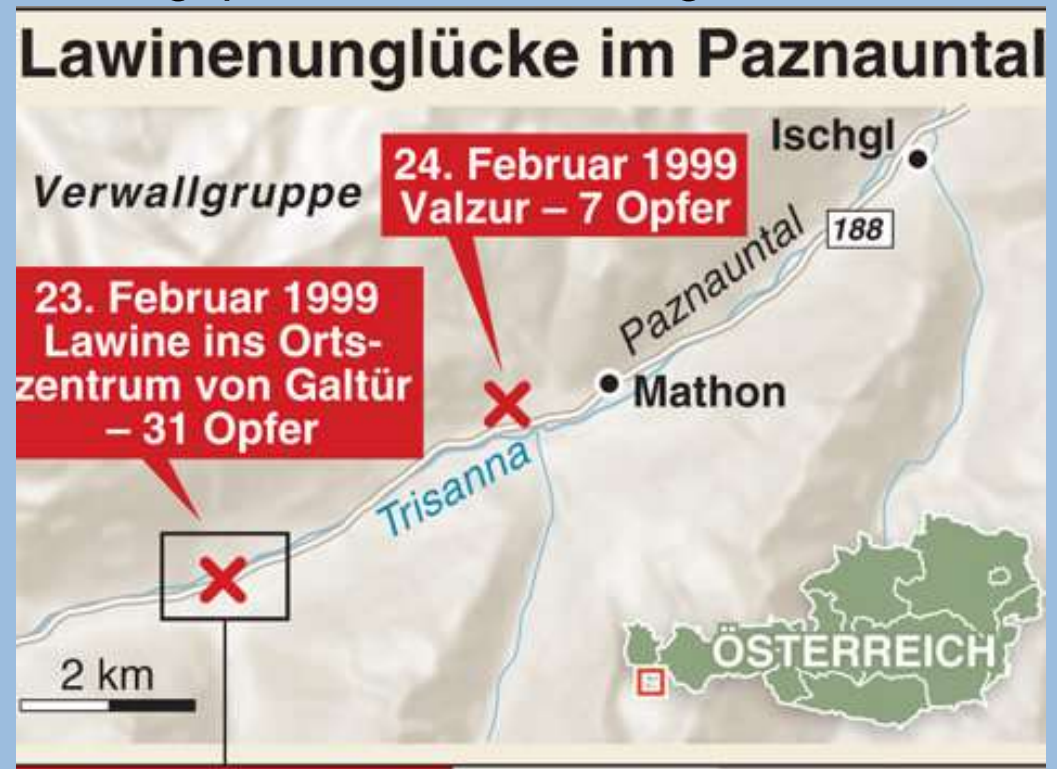 Lawinenunglücke im Paznauntal
Ischgl
24. Februar 1999
Valzur – 7 Opfer
Verwallgruppe
188
Paznauntal
23. Februar 1999
Lawine ins Orts-
zentrum von Galtür
– 31 Opfer
Mathon
Trisanna
ÖSTERREICH
2 km